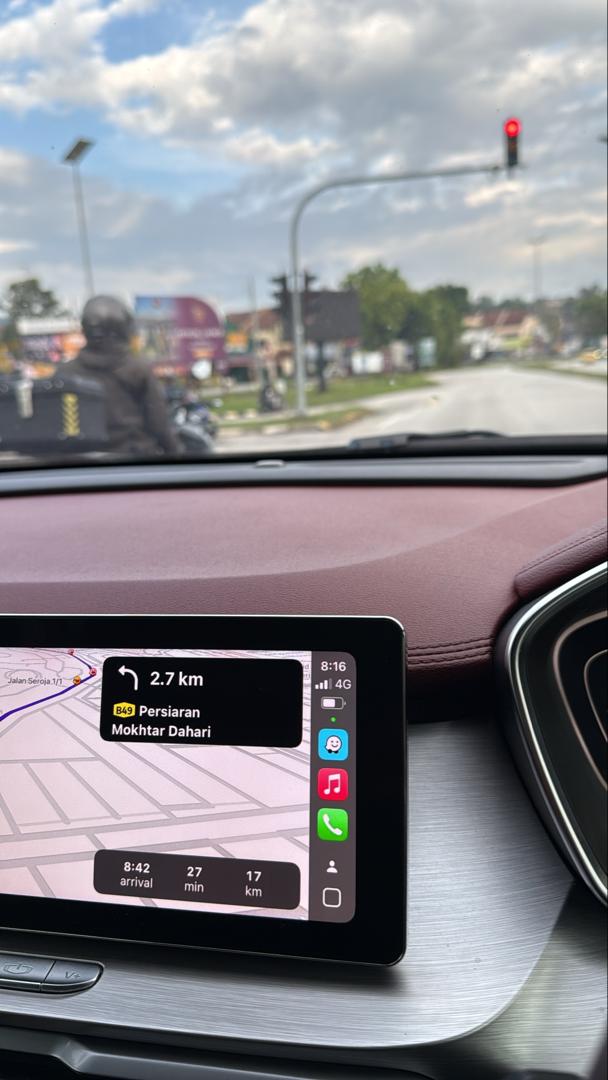 Jalan Seroja 1/1
2.7 km
B49 Persiaran
Mokhtar Dahari
8:16
4G
8:42 27 17
arrival min km
V+